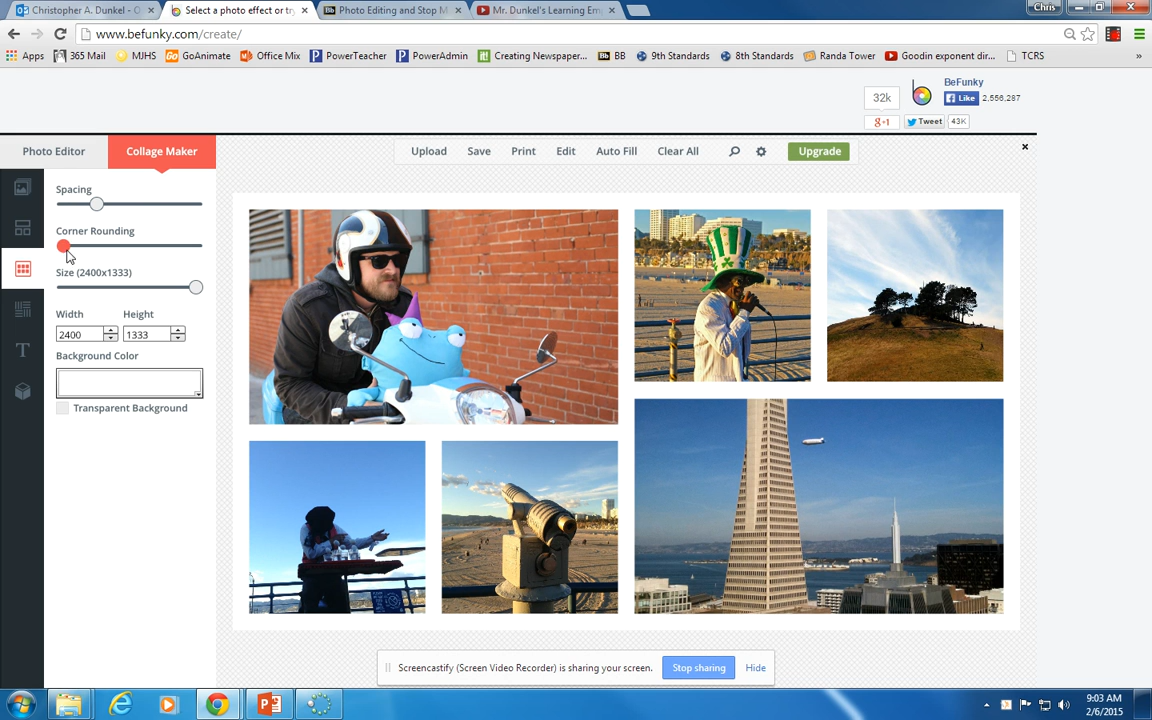 Christopher A. Dunkel - O
Select a photo effect or try
Photo Editing and Stop M
Mr. Dunkel's Learning Em
Chris
www.befunky.com/create/
Apps 365 Mail MJHS GoAnimate Office Mix PowerTeacher PowerAdmin Creating Newspaper... BB 9th Standards 8th Standards Randa Tower Goodin exponent dir... TCRS »
32k
BeFunky
Like 2,556,287
g+1
Tweet 43K
Photo Editor
Collage Maker
Upload Save Print Edit Auto Fill Clear All Upgrade
Spacing
Corner Rounding
Size (2400x1333)
Width Height
2400 1333
Background Color
Transparent Background
Screencastify (Screen Video Recorder) is sharing your screen. Stop sharing Hide
9:03 AM
2/6/2015